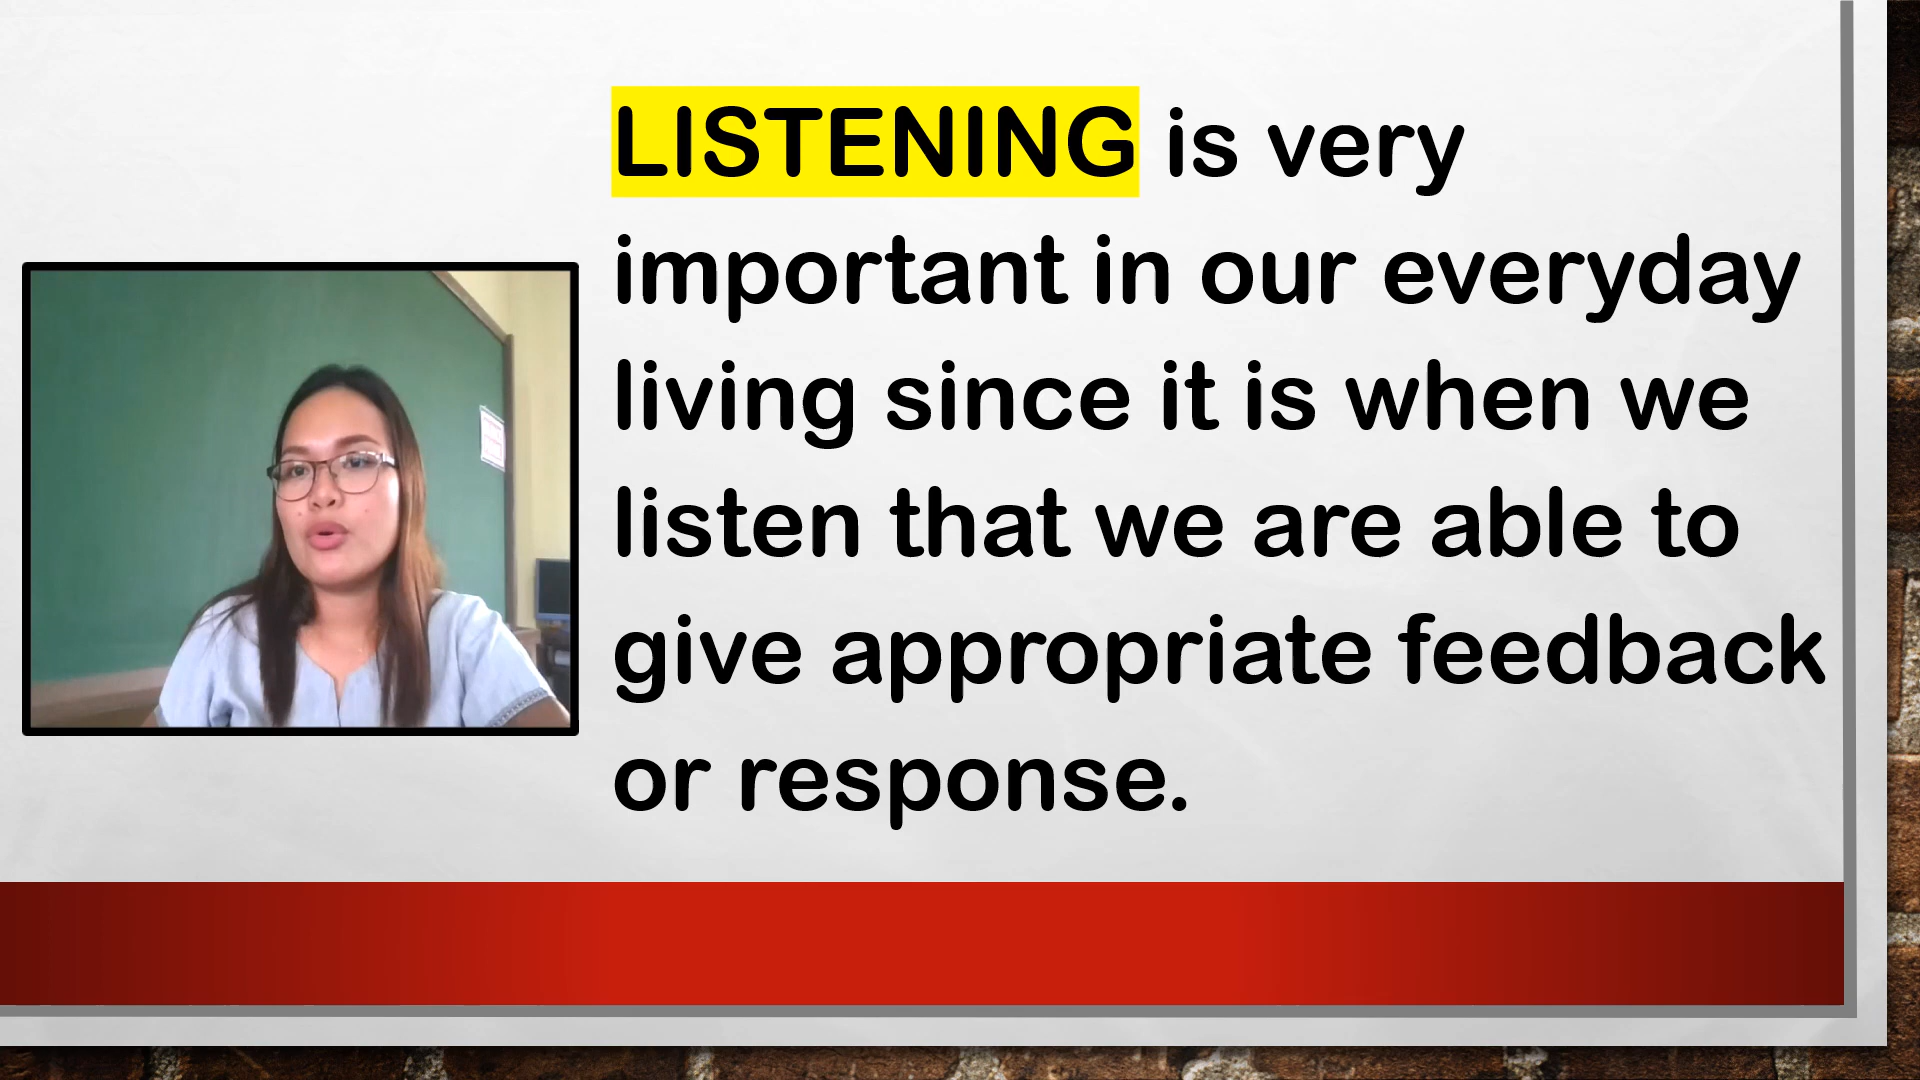 LISTENING is very
important in our everyday
living since it is when we
listen that we are able to
give appropriate feedback
or response.